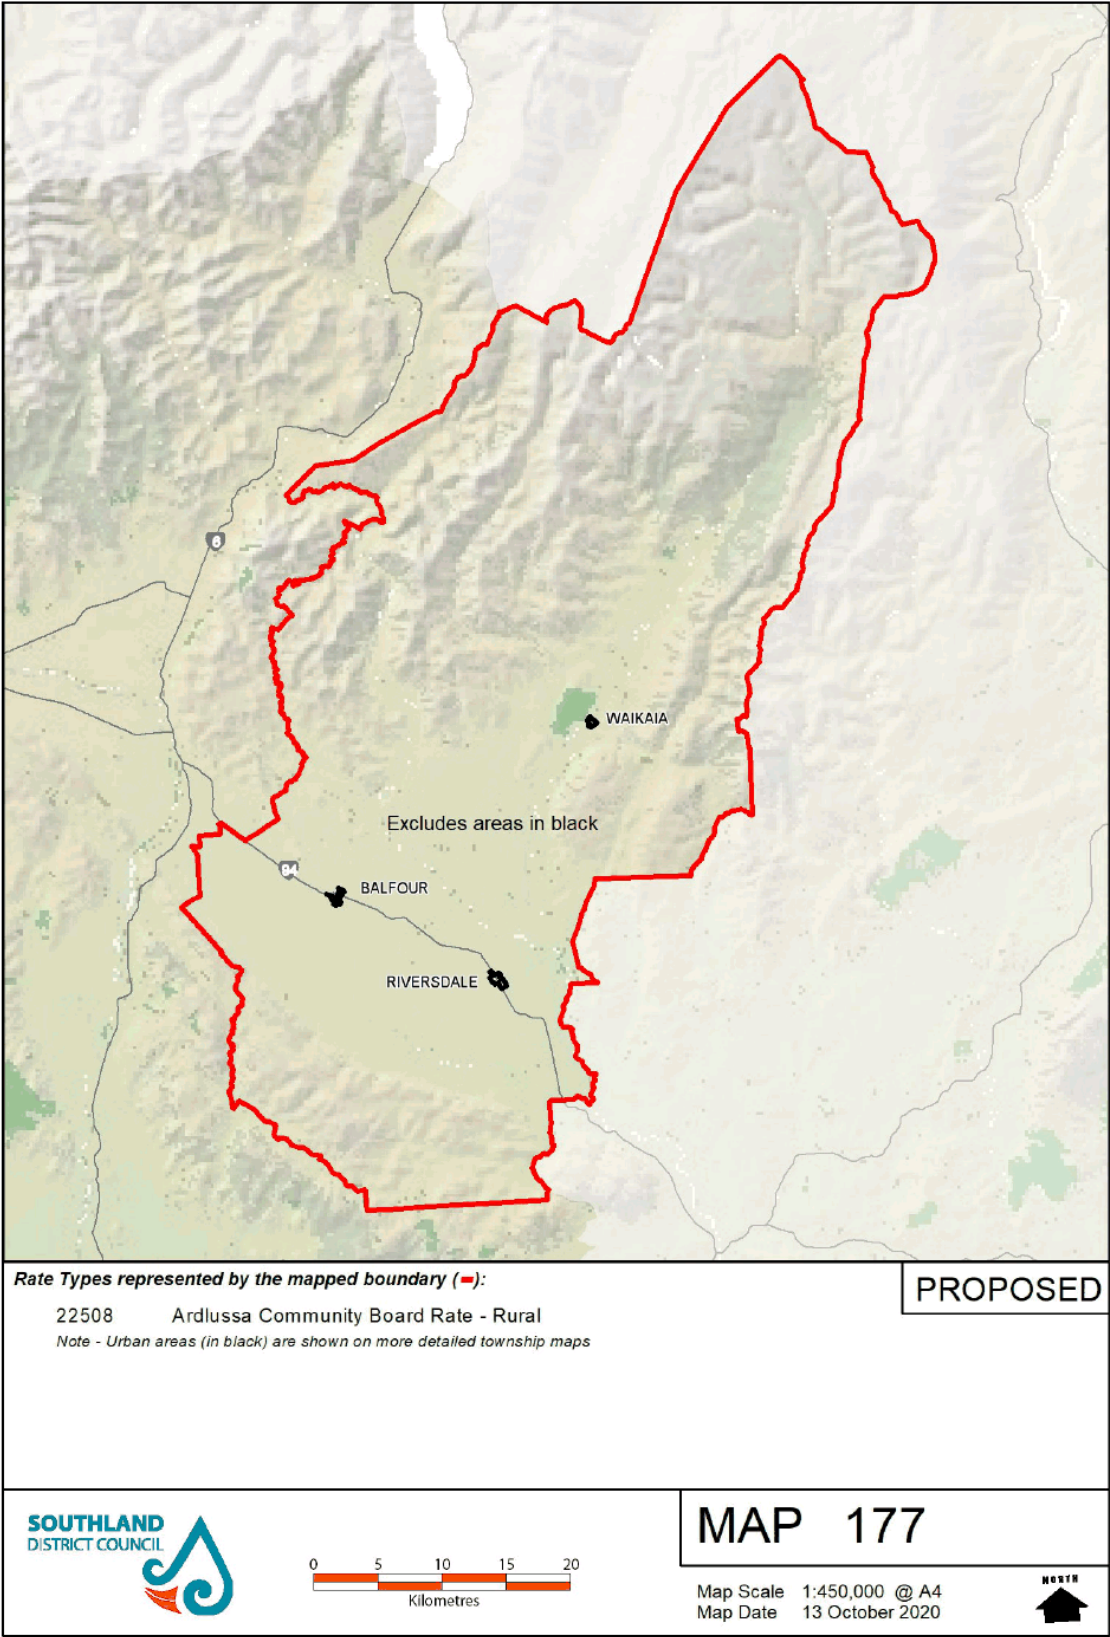 6
WAIKAIA
Excludes areas in black
94
BALFOUR
RIVERSDALE
Rate Types represented by the mapped boundary (-):
PROPOSED
22508 Ardlussa Community Board Rate - Rural
Note - Urban areas (in black) are shown on more detailed township maps
SOUTHLAND
DISTRICT COUNCIL
0 5 10 15 20
Kilometres
MAP 177
Map Scale 1:450,000 @ A4
Map Date 13 October 2020
NORTH